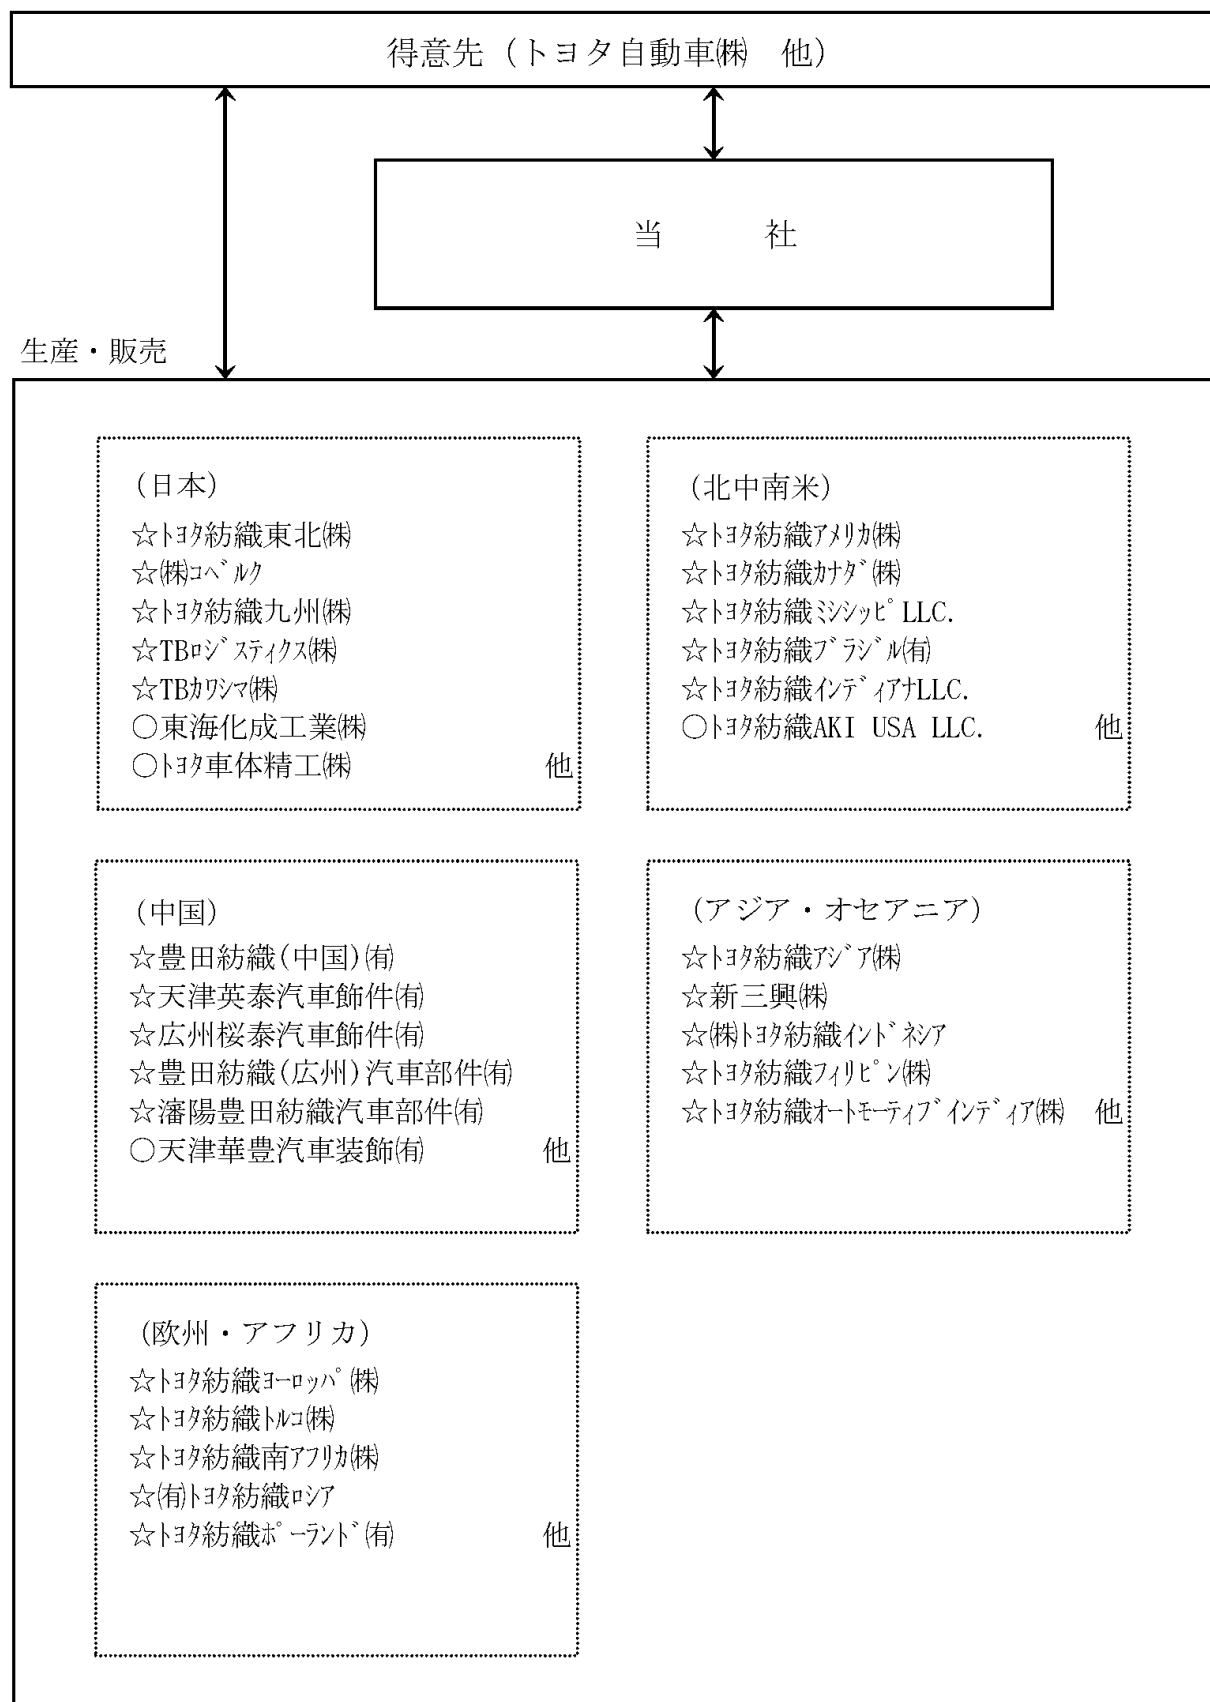 得意先（トヨタ自動車㈱　他）
当　　　社
生産・販売
（日本）
☆ﾄﾖﾀ紡織東北㈱
☆㈱ｺﾍﾞﾙｸ
☆ﾄﾖﾀ紡織九州㈱
☆TBﾛｼﾞｽﾃｨｸｽ㈱
☆TBｶﾜｼﾏ㈱
○東海化成工業㈱
○ﾄﾖﾀ車体精工㈱　　　　　　他
（北中南米）
☆ﾄﾖﾀ紡織ｱﾒﾘｶ㈱
☆ﾄﾖﾀ紡織ｶﾅﾀﾞ㈱
☆ﾄﾖﾀ紡織ﾐｼｼｯﾋﾟLLC.
☆ﾄﾖﾀ紡織ﾌﾞﾗｼﾞﾙ㈲
☆ﾄﾖﾀ紡織ｲﾝﾃﾞｨｱﾅLLC.
○ﾄﾖﾀ紡織AKI USA LLC.　　　他
（中国）
☆豊田紡織(中国)㈲
☆天津英泰汽車飾件㈲
☆広州桜泰汽車飾件㈲
☆豊田紡織(広州)汽車部件㈲
☆瀋陽豊田紡織汽車部件㈲
○天津華豊汽車装飾㈲　　　　他
（アジア・オセアニア）
☆ﾄﾖﾀ紡織ｱｼﾞｱ㈱
☆新三興㈱
☆㈱ﾄﾖﾀ紡織ｲﾝﾄﾞﾈｼｱ
☆ﾄﾖﾀ紡織ﾌｨﾘﾋﾟﾝ㈱
☆ﾄﾖﾀ紡織ｵｰﾄﾓｰﾃｨﾌﾞｲﾝﾃﾞｨｱ㈱　他
（欧州・アフリカ）
☆ﾄﾖﾀ紡織ﾖｰﾛｯﾊﾟ㈱
☆ﾄﾖﾀ紡織ﾄﾙｺ㈱
☆ﾄﾖﾀ紡織南ｱﾌﾘｶ㈱
☆㈲ﾄﾖﾀ紡織ﾛｼｱ
☆ﾄﾖﾀ紡織ﾎﾟｰﾗﾝﾄﾞ㈲　　　　　他